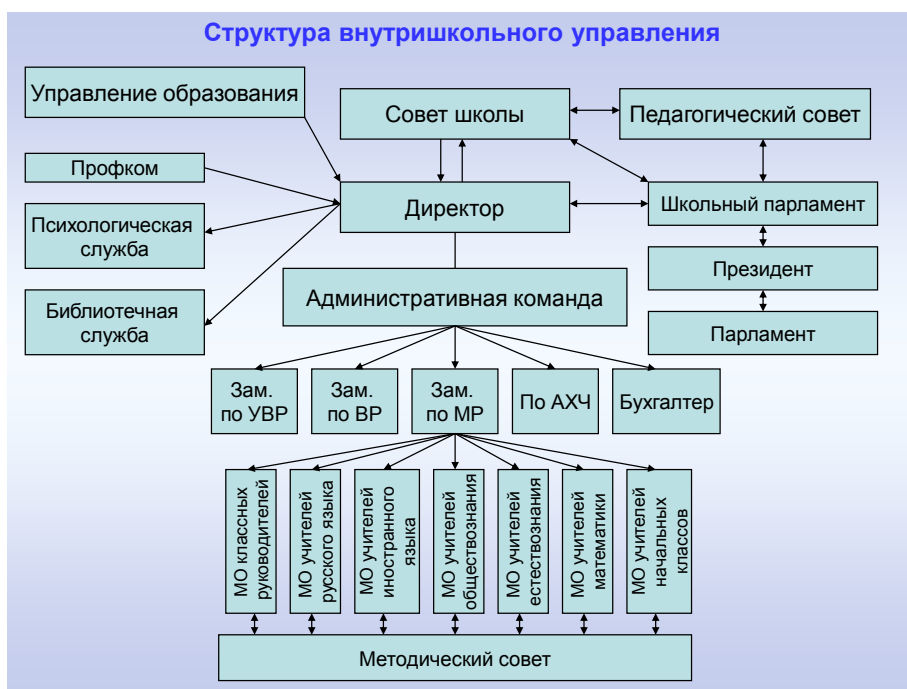 Структура внутришкольного управления
Управление образования
Совет школы
Педагогический совет
Профком
Директор
Школьный парламент
Психологическая
служба
Президент
Административная команда
Библиотечная
служба
Парламент
Зам.
по УВР
Зам.
по ВР
Зам.
по МР
По АХЧ
Бухгалтер
МО классных
руководителей
МО учителей
русского языка
МО учителей
иностранного
языка
МО учителей
обществознания
МО учителей
естествознания
МО учителей
математики
МО учителей
начальных
классов
Методический совет